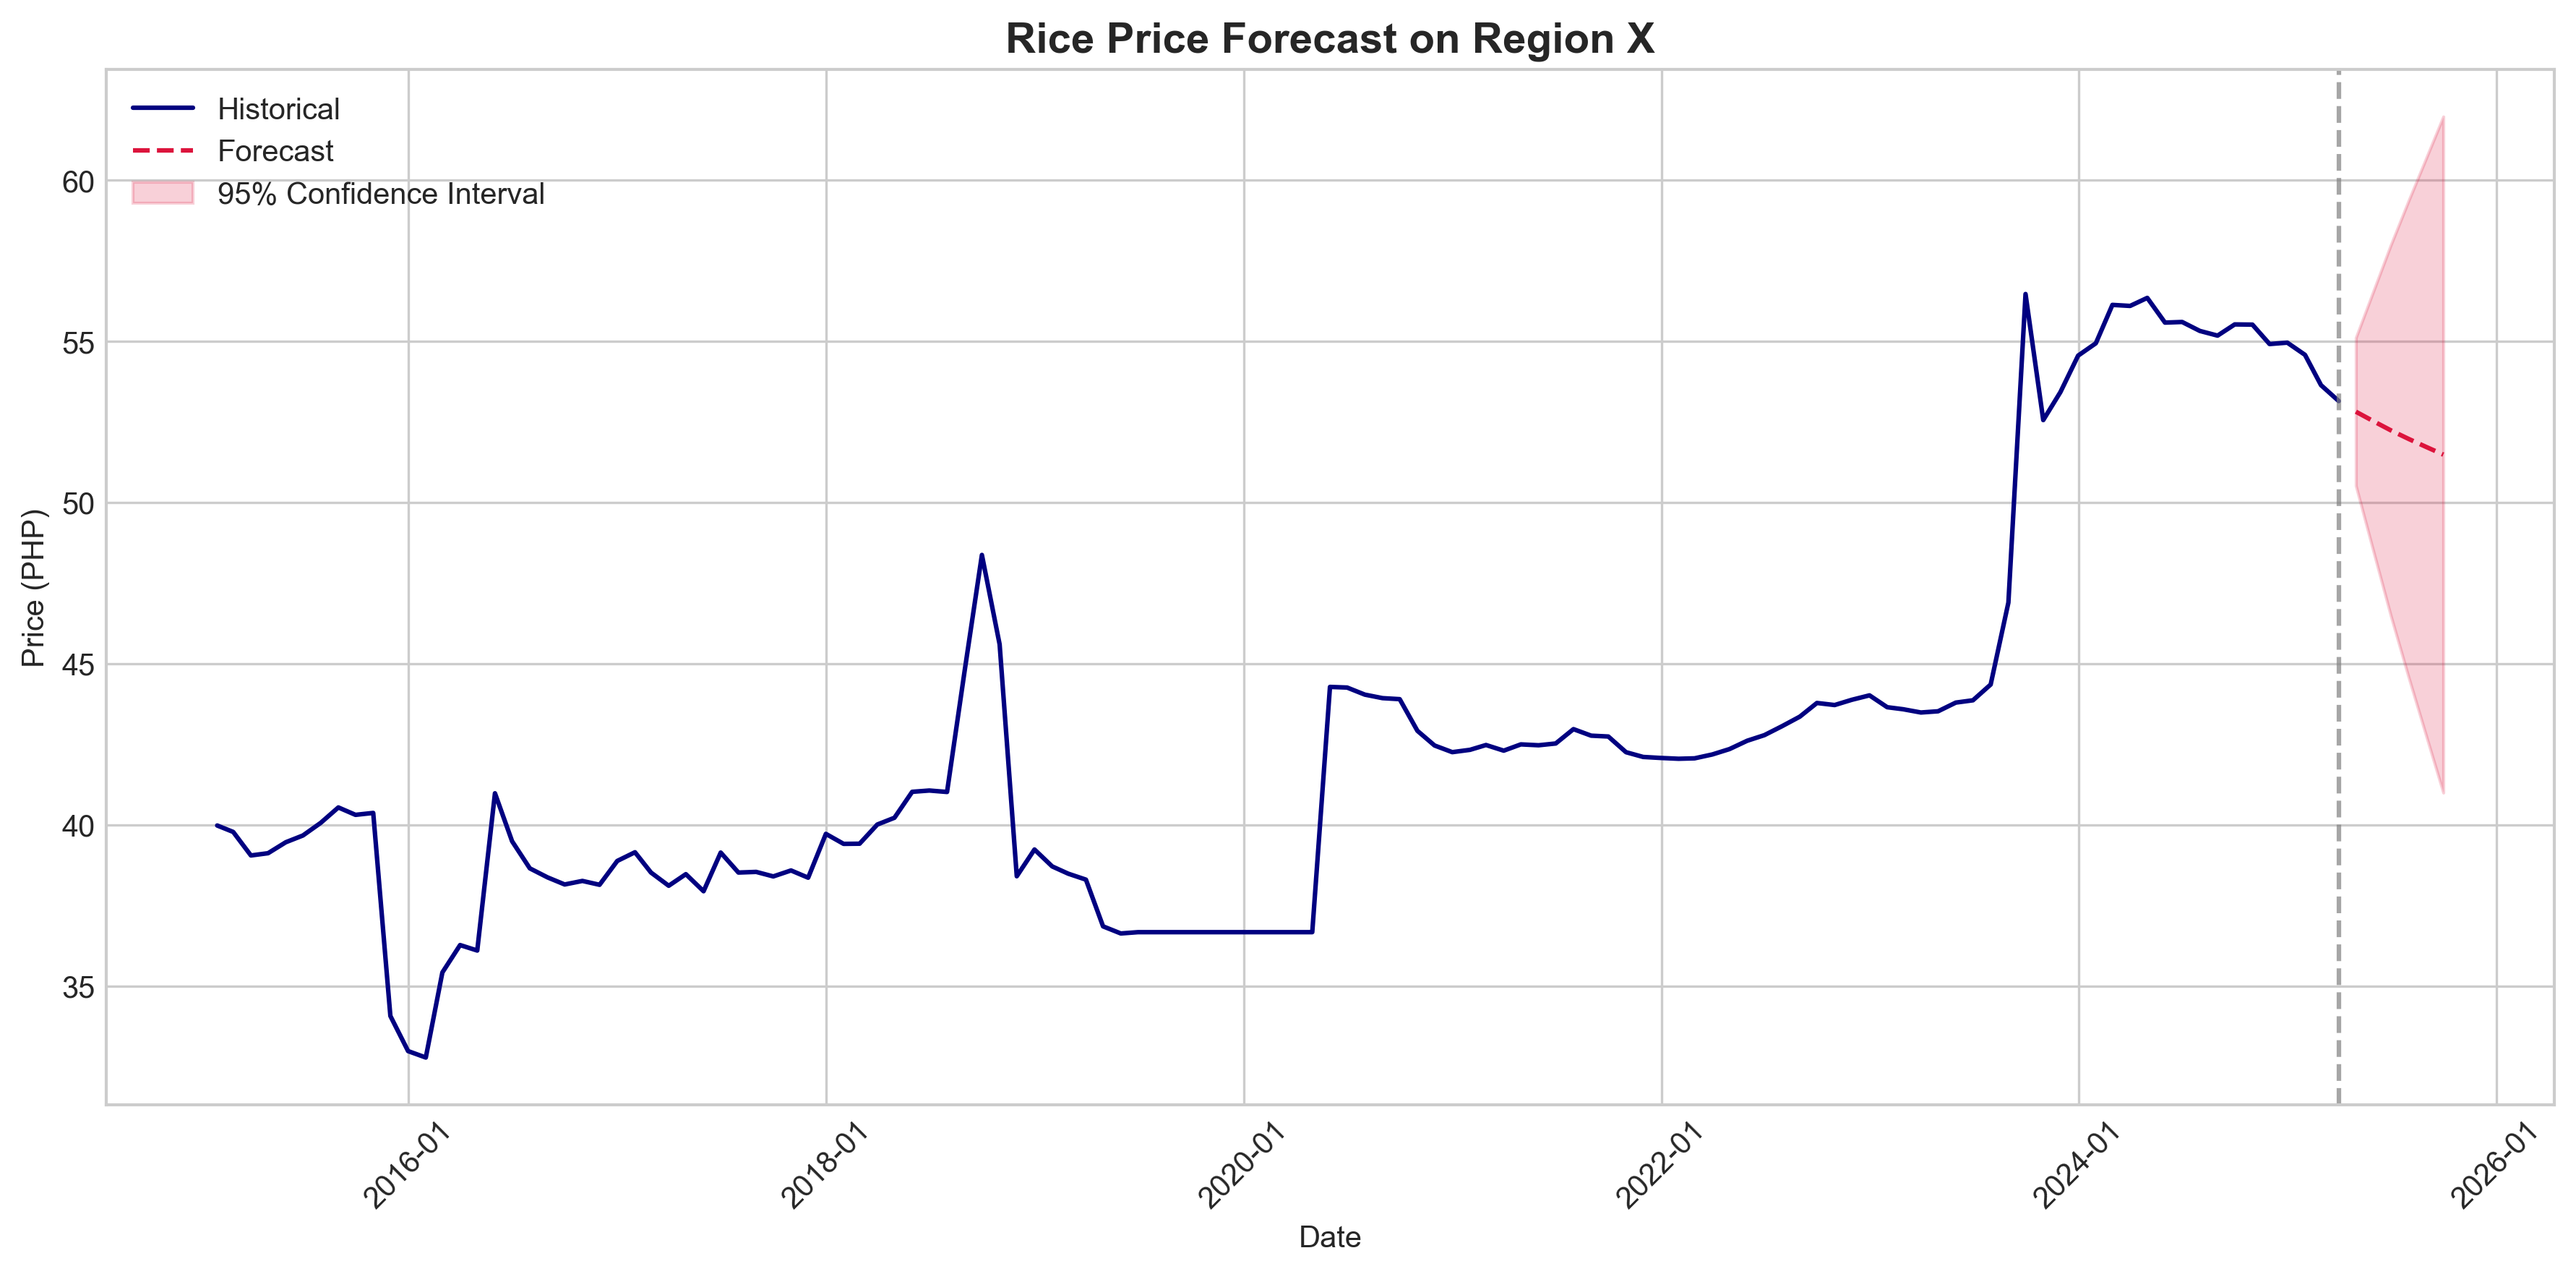 Rice Price Forecast on Region X
Historical
Forecast
95% Confidence Interval
Price (PHP)
60
55
50
45
40
35
2016-01
2018-01
2020-01
2022-01
2024-01
2026-01
Date